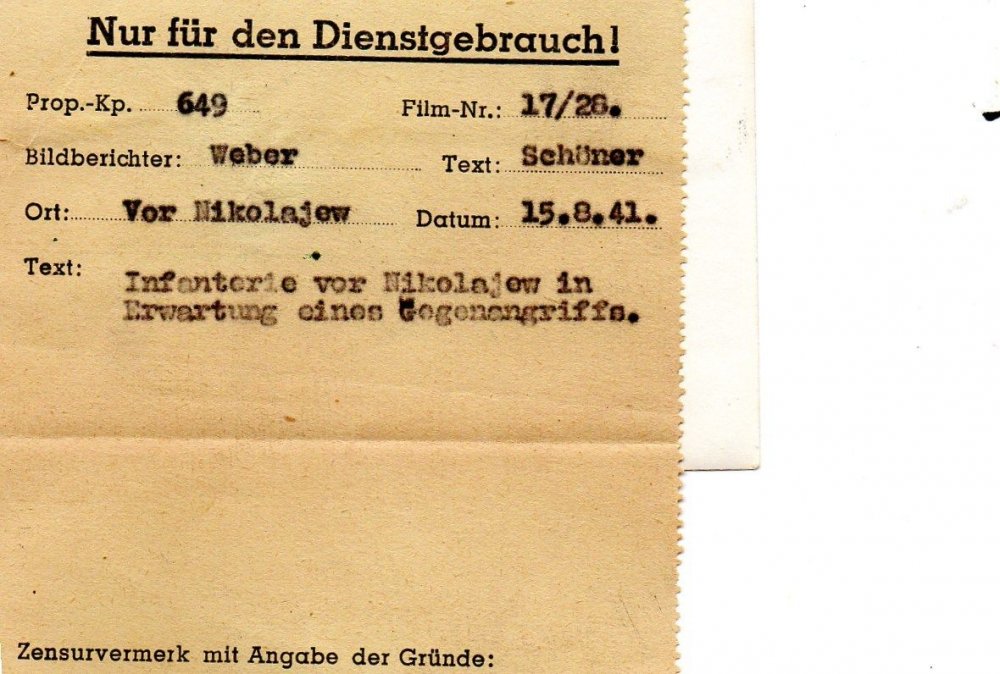 Nur für den Dienstgebrauch!
Prop.-Kp. 649 Film-Nr.: 17/28.
Bildberichter: Weber Text: Schöner
Ort: Vor Nikolajew Datum: 15.8.41.
Text: Infanterie vor Nikolajew in
Erwartung eines Gegenangriffs.
Zensurvermerk mit Angabe der Gründe: